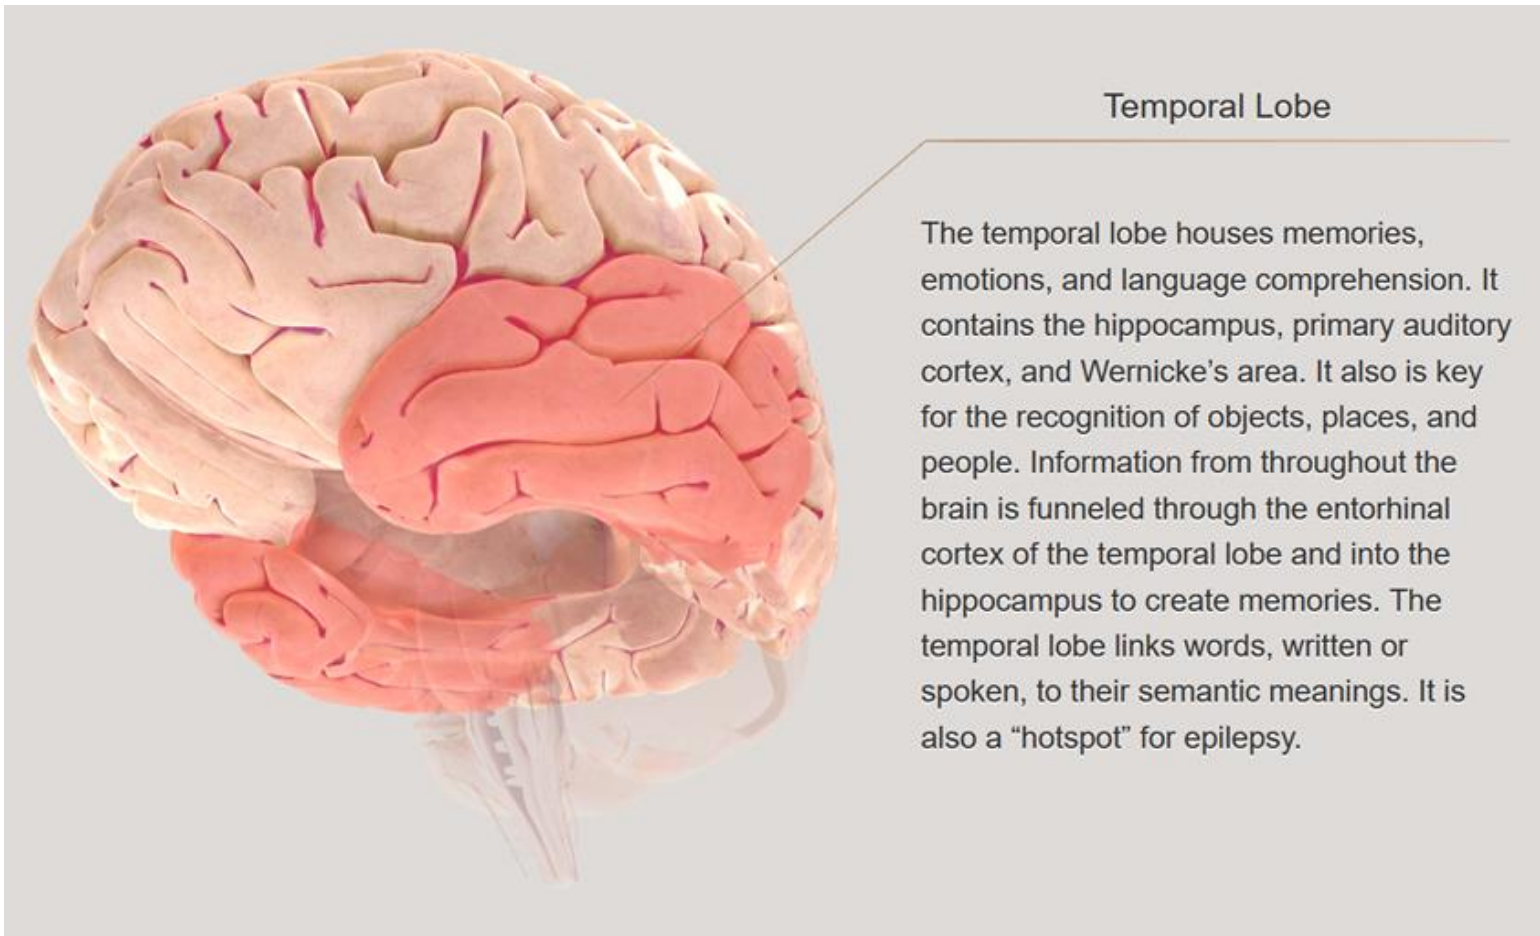 Temporal Lobe
The temporal lobe houses memories,
emotions, and language comprehension. It
contains the hippocampus, primary auditory
cortex, and Wernicke’s area. It also is key
for the recognition of objects, places, and
people. Information from throughout the
brain is funneled through the entorhinal
cortex of the temporal lobe and into the
hippocampus to create memories. The
temporal lobe links words, written or
spoken, to their semantic meanings. It is
also a “hotspot” for epilepsy.